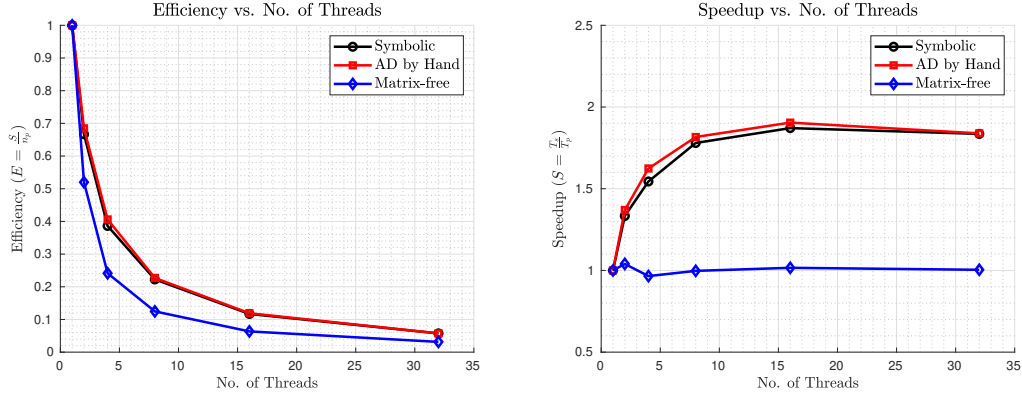 Efficiency vs. No. of Threads
1
0.9
0.8
0.7
0.6
0.5
0.4
0.3
0.2
0.1
0
Efficiency (E = S/n_p)
Symbolic
AD by Hand
Matrix-free
0 5 10 15 20 25 30 35
No. of Threads
Speedup vs. No. of Threads
2.5
2
1.5
1
0.5
Speedup (S = T_s/T_p)
Symbolic
AD by Hand
Matrix-free
0 5 10 15 20 25 30 35
No. of Threads